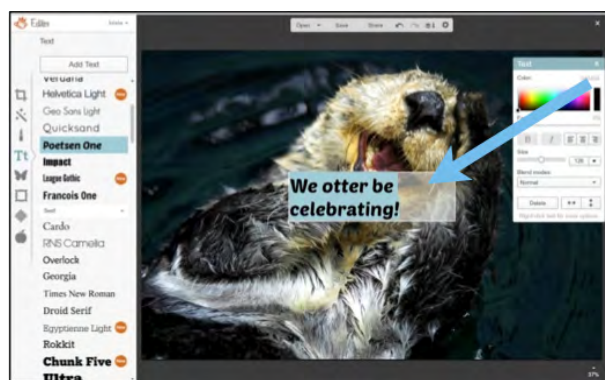 Editor
Open
Save
Share
Text
Add Text
Verdana
Helvetica Light
Geo Sans Light
Quicksand
Poetsen One
Impact
League Gothic
Francois One
Text
Cardo
RNS Camelia
Overlock
Georgia
Times New Roman
Droid Serif
Egyptienne Light
Rokkit
Chunk Five
Ultra
Tt
We otter be
celebrating!
Text
Color:
B
I
Size
Blend modes:
Normal
Delete
37%